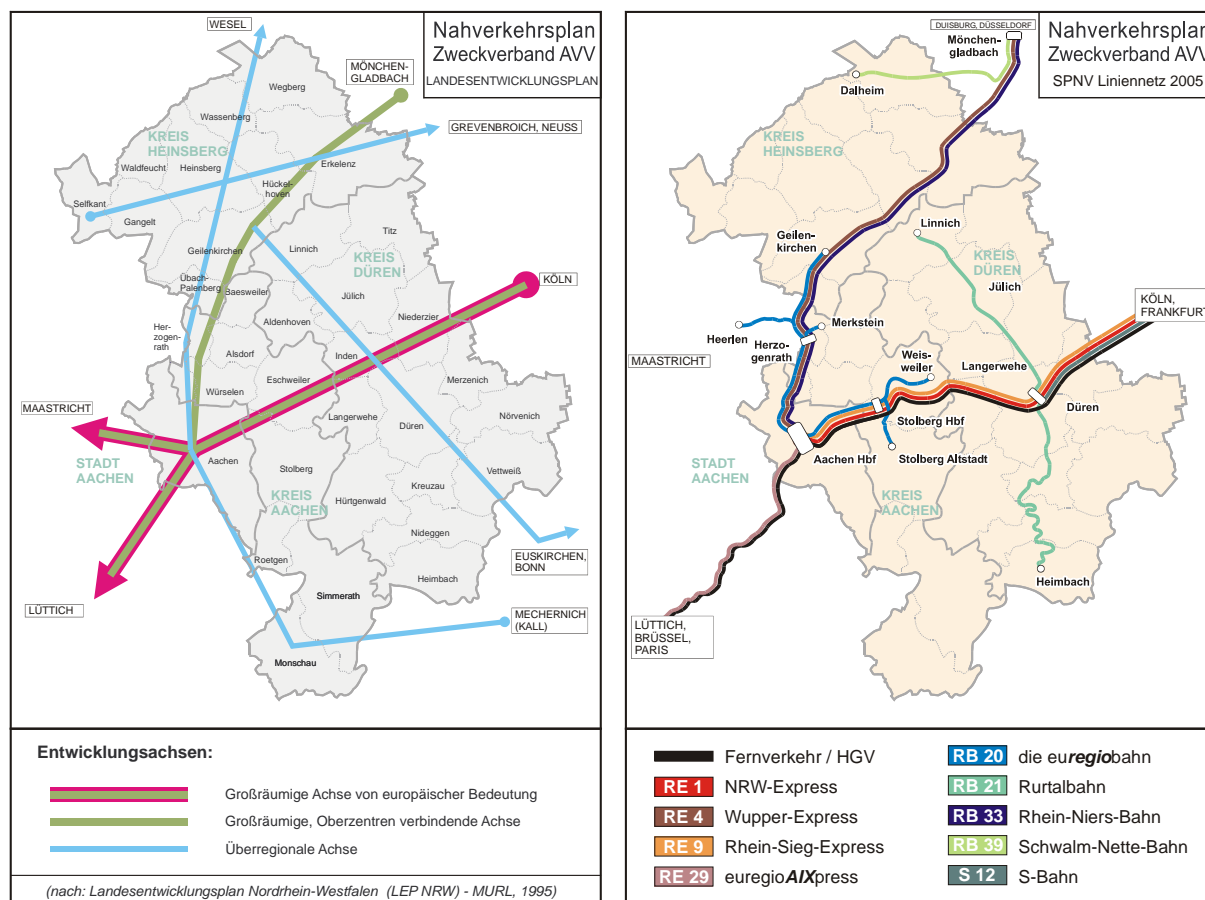 Nahverkehrsplan
Zweckverband AVV
LANDESENTWICKLUNGSPLAN
WESEL
MÖNCHEN-
GLADBACH
GREVENBROICH, NEUSS
Wegberg
Wassenberg
KREIS
HEINSBERG
Waldfeucht
Heinsberg
Erkelenz
Hückel-
hoven
Selfkant
Gangelt
Titz
Geilenkirchen
Linnich
KREIS
DÜREN
Übach-
Palenberg
Baesweiler
Jülich
KÖLN
Aldenhoven
Niederzier
Her-
zogen-
rath
Alsdorf
Inden
Eschweiler
Merzenich
Würselen
MAASTRICHT
Langerwehe
Nörvenich
Düren
STADT
AACHEN
Aachen
Stolberg
Vettweiß
KREIS
AACHEN
Kreuzau
Hürtgenwald
Nideggen
Roetgen
EUSKIRCHEN,
BONN
Heimbach
LÜTTICH
Simmerath
MECHERNICH
(KALL)
Monschau
Entwicklungsachsen:
Großräumige Achse von europäischer Bedeutung
Großräumige, Oberzentren verbindende Achse
Überregionale Achse
(nach: Landesentwicklungsplan Nordrhein-Westfalen (LEP NRW) - MURL, 1995)
Nahverkehrsplan
Zweckverband AVV
SPNV Liniennetz 2005
DUISBURG, DÜSSELDORF
Mönchen-
gladbach
Dalheim
KREIS
HEINSBERG
Linnich
Geilen-
kirchen
KREIS
DÜREN
Jülich
KÖLN,
FRANKFURT
Merkstein
Heerlen
Herzo-
genrath
Weis-
weiler
Langerwehe
MAASTRICHT
Düren
Stolberg Hbf
Aachen Hbf
Stolberg Altstadt
STADT
AACHEN
KREIS
AACHEN
Heimbach
LÜTTICH,
BRÜSSEL,
PARIS
Fernverkehr / HGV
RE 1 NRW-Express
RE 4 Wupper-Express
RE 9 Rhein-Sieg-Express
RE 29 euregioAIXpress
RB 20 die euregiobahn
RB 21 Rurtalbahn
RB 33 Rhein-Niers-Bahn
RB 39 Schwalm-Nette-Bahn
S 12 S-Bahn